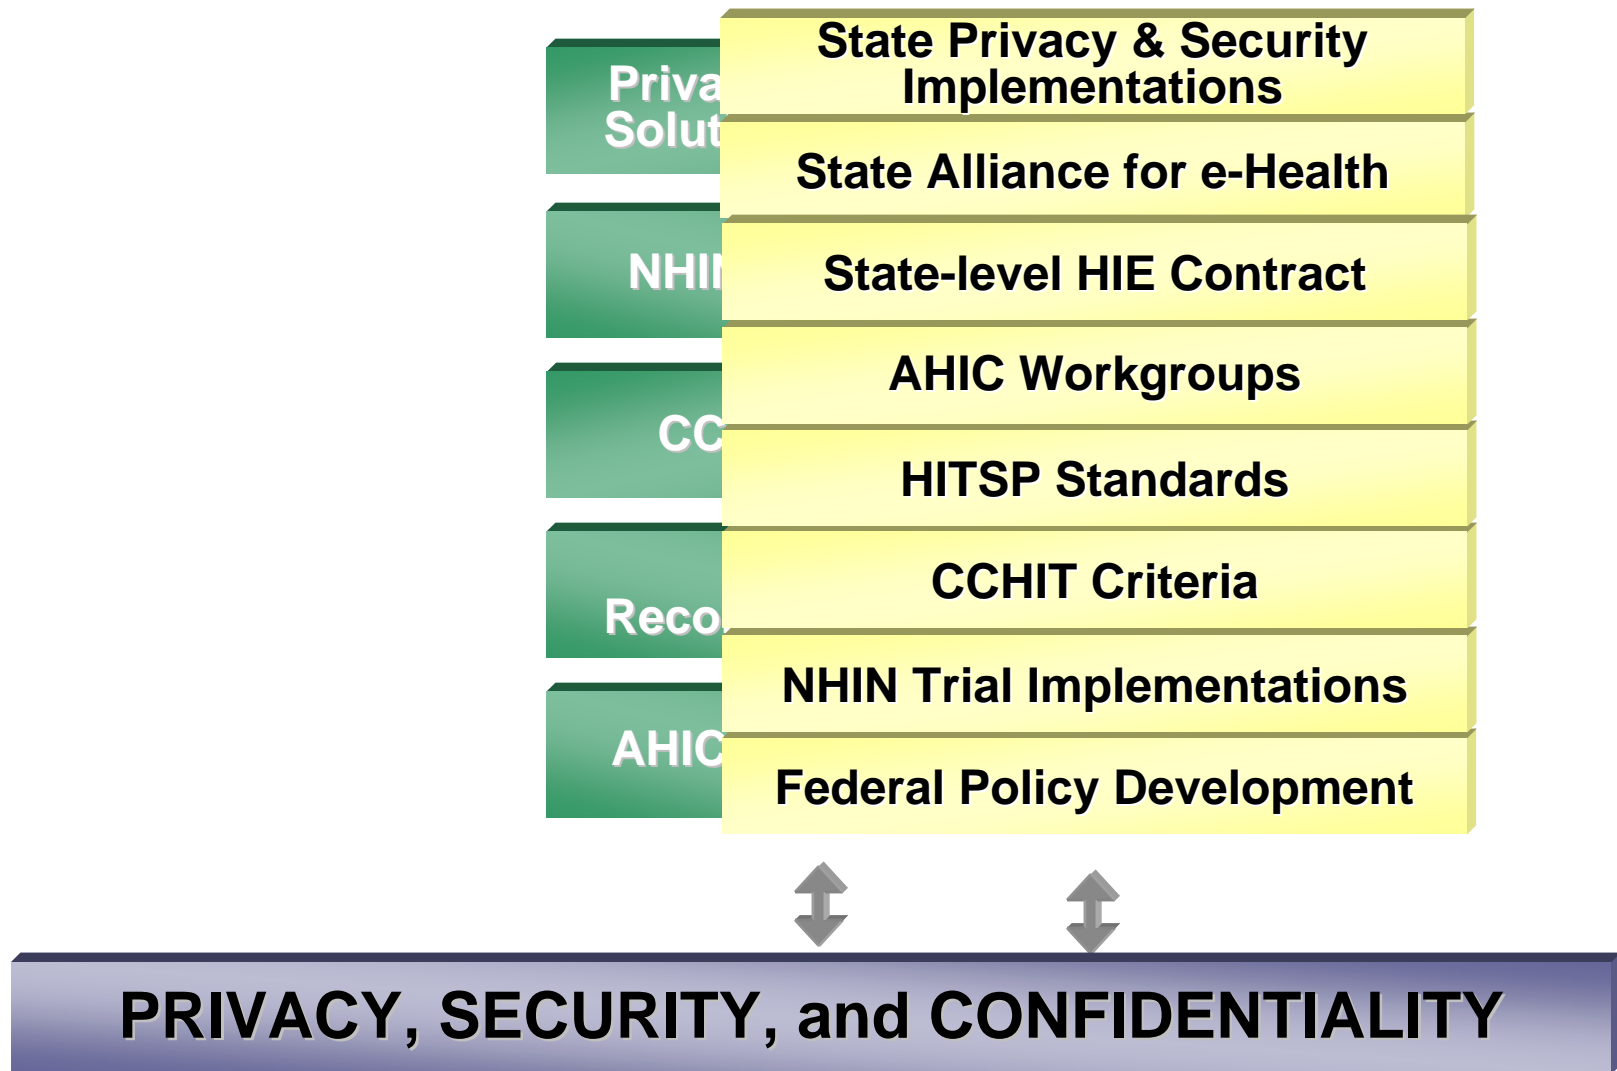 Priva
Solut
NHIN
CC
Reco
AHIC
State Privacy & Security
Implementations
State Alliance for e-Health
State-level HIE Contract
AHIC Workgroups
HITSP Standards
CCHIT Criteria
NHIN Trial Implementations
Federal Policy Development
PRIVACY, SECURITY, and CONFIDENTIALITY